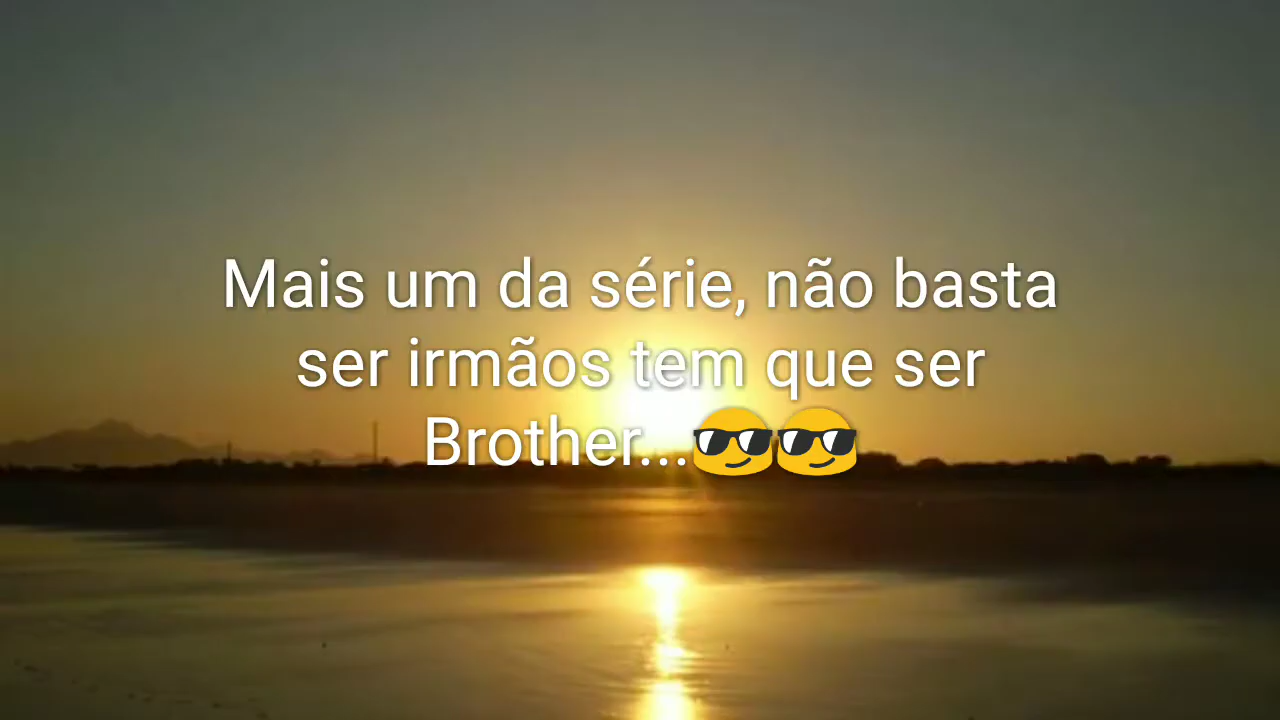 Mais um da série, não basta
ser irmãos tem que ser
Brother...😎😎